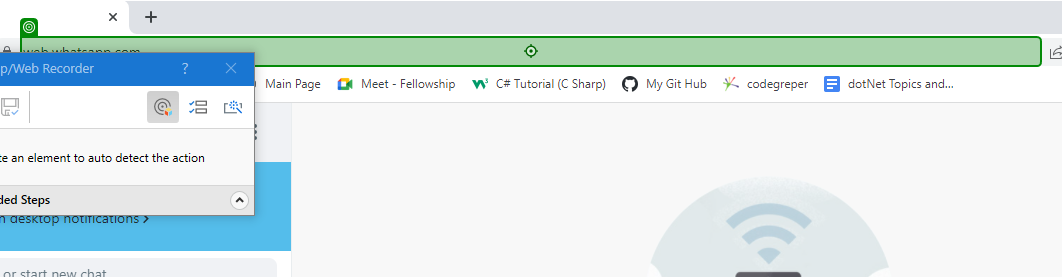 web.whatsapp.com
p/Web Recorder ?
Main Page Meet - Fellowship C# Tutorial (C Sharp) My Git Hub codegreper dotNet Topics and...
te an element to auto detect the action
ded Steps
n desktop notifications >
or start new chat